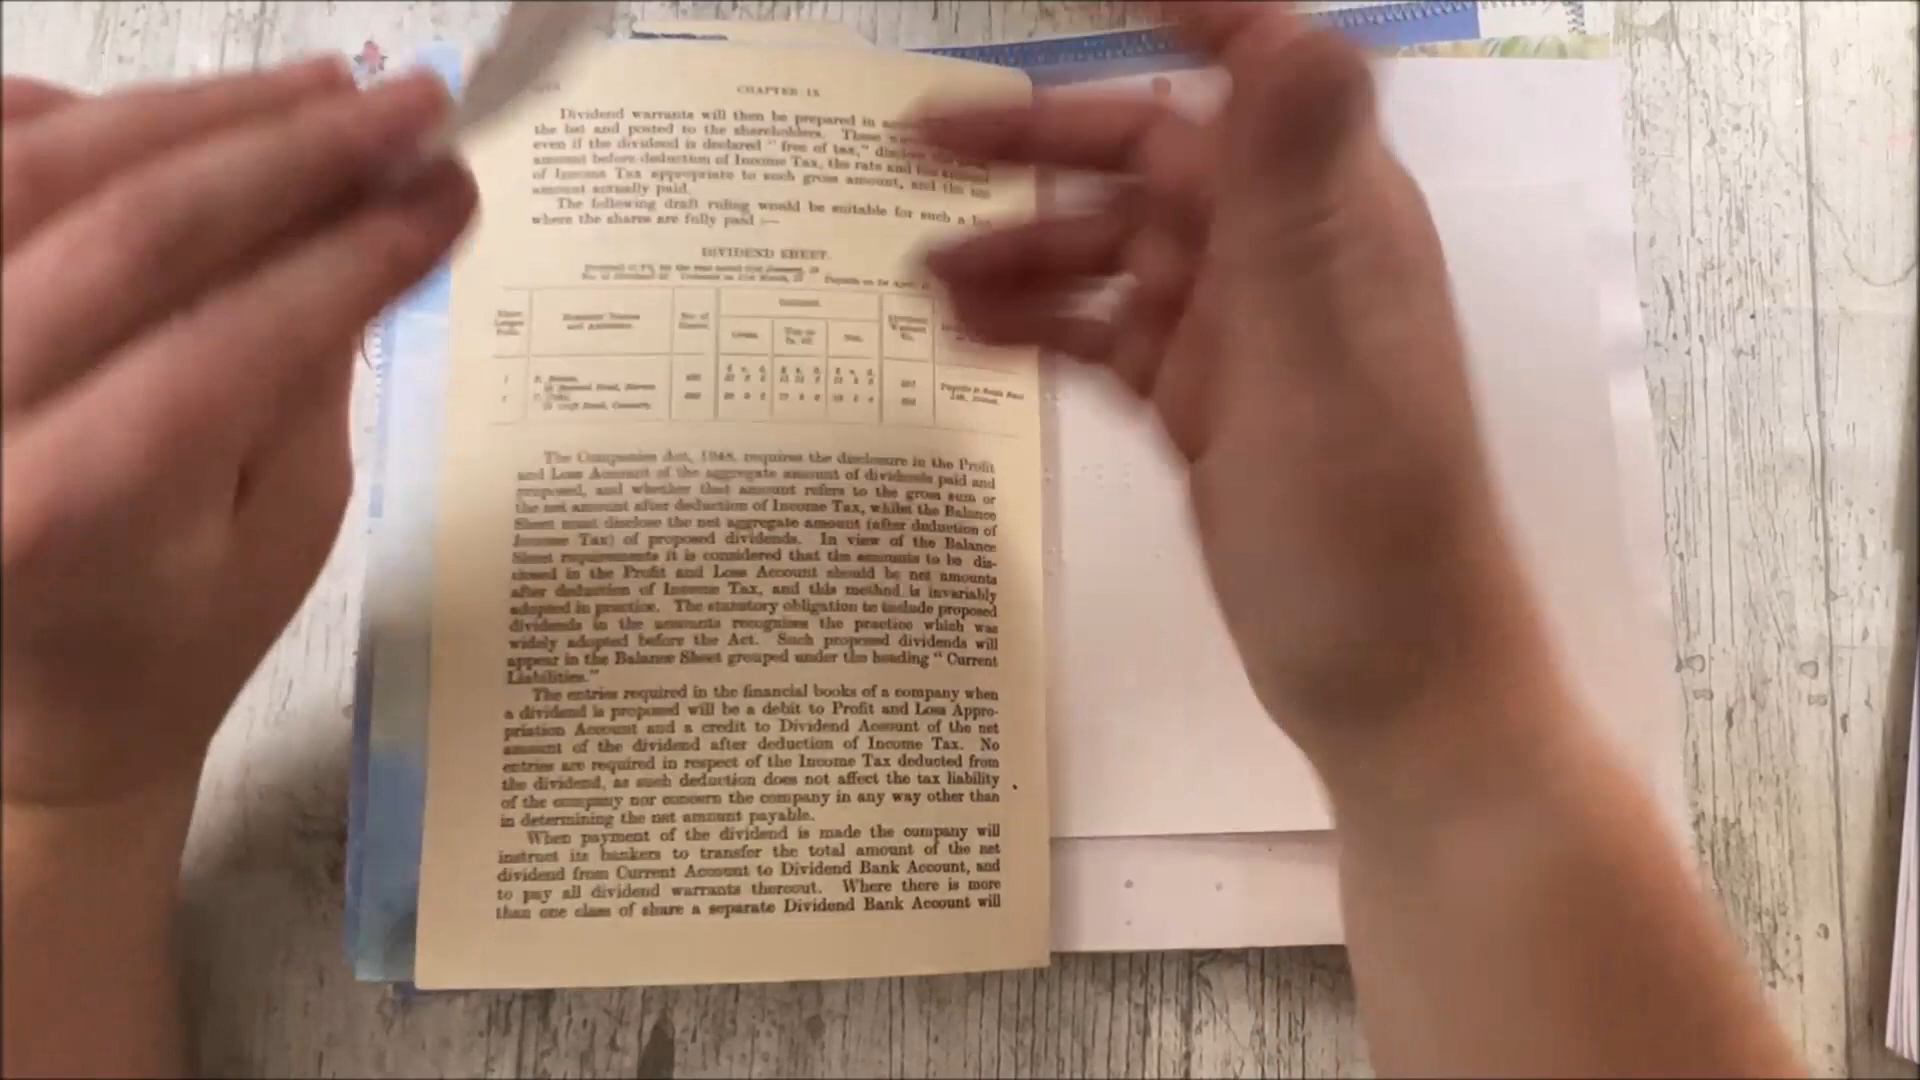 CHAPTER IX
Dividend warrants will then be prepared in
the list and posted to the shareholders. These
even if the dividend is declared "free of tax,"
amount before deduction of Income Tax, the rate and
of Income Tax appropriate to such gross amount, and the
amount actually paid.
The following draft ruling would be suitable for such a
where the shares are fully paid :—
DIVIDEND SHEET.
No. of
Gross.
The Companies Act, 1948, requires the disclosure in the Profit
and Loss Account of the aggregate amount of dividends paid and
proposed, and whether that amount refers to the gross sum or
the net amount after deduction of Income Tax, whilst the Balance
Sheet must disclose the net aggregate amount (after deduction of
Income Tax) of proposed dividends. In view of the Balance
Sheet requirements it is considered that the amounts to be dis-
closed in the Profit and Loss Account should be net amounts
after deduction of Income Tax, and this method is invariably
adopted in practice. The statutory obligation to include proposed
dividends in the accounts recognises the practice which was
widely adopted before the Act. Such proposed dividends will
appear in the Balance Sheet grouped under the heading "Current
Liabilities."
The entries required in the financial books of a company when
a dividend is proposed will be a debit to Profit and Loss Appro-
priation Account and a credit to Dividend Account of the net
amount of the dividend after deduction of Income Tax. No
entries are required in respect of the Income Tax deducted from
the dividend, as such deduction does not affect the tax liability
of the company nor concern the company in any way other than
in determining the net amount payable.
When payment of the dividend is made the company will
instruct its bankers to transfer the total amount of the net
dividend from Current Account to Dividend Bank Account, and
to pay all dividend warrants thereout. Where there is more
than one class of share a separate Dividend Bank Account will